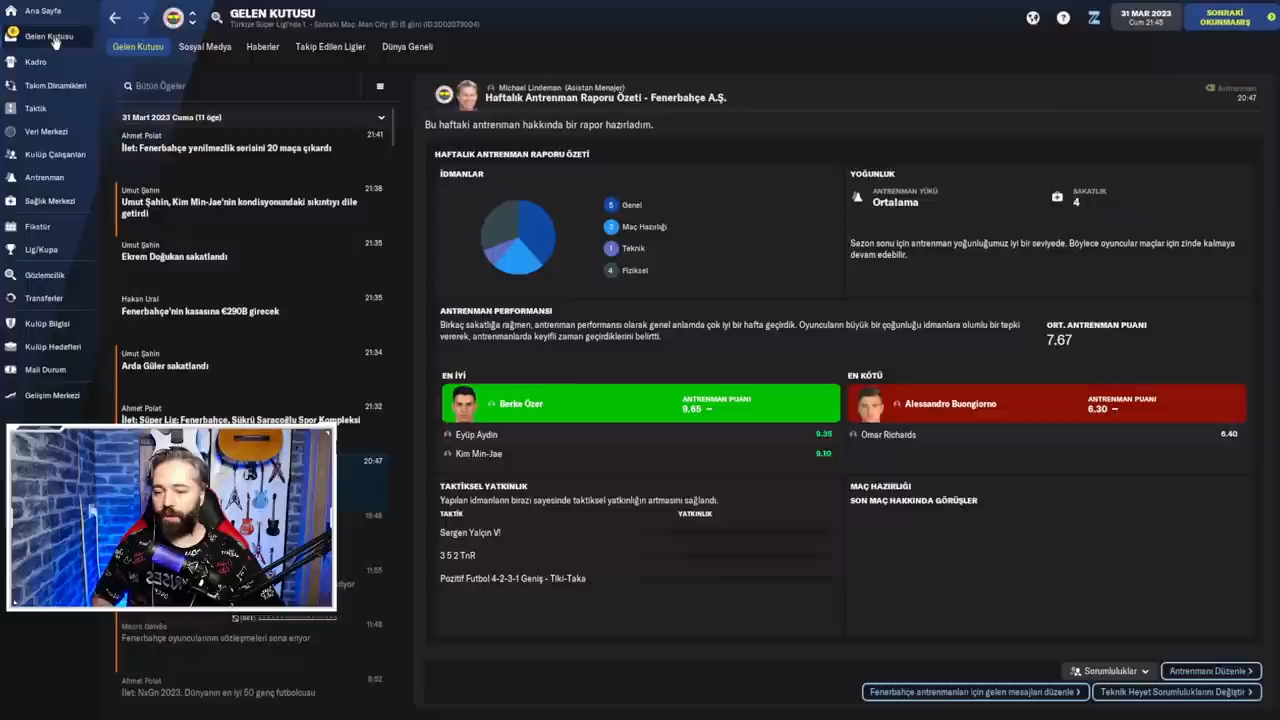 Ana Sayfa
Gelen Kutusu
Kadro
Takım Dinamikleri
Taktik
Veri Merkezi
Kulüp Çalışanları
Antrenman
Sağlık Merkezi
Fikstür
Lig/Kupa
Gözlemcilik
Transferler
Kulüp Bilgisi
Kulüp Hedefleri
Mali Durum
Gelişim Merkezi
GELEN KUTUSU
Türkiye Süper Ligi'nde 1. - Sonraki Maç: Man City (E) (5 gün) (ID:2002073004)
31 MAR 2023
Cum 21:45
SONRAKİ
OKUNMAMIŞ
Gelen Kutusu
Sosyal Medya
Haberler
Takip Edilen Ligler
Dünya Geneli
Bütün Ögeler
31 Mart 2023 Cuma (11 öge)
Ahmet Polat
21:41
İlet: Fenerbahçe yenilmezlik serisini 20 maça çıkardı
Umut Şahin
21:38
Umut Şahin, Kim Min-Jae'nin kondisyonundaki sıkıntıyı dile
getirdi
Umut Şahin
21:35
Ekrem Doğukan sakatlandı
Hakan Ural
21:35
Fenerbahçe'nin kasasına €290B girecek
Umut Şahin
21:34
Arda Güler sakatlandı
Ahmet Polat
21:32
İlet: Süper Lig: Fenerbahçe, Şükrü Saraçoğlu Spor Kompleksi
20:47
19:48
11:55
11:48
Fenerbahçe oyuncularının sözleşmeleri sona eriyor
Ahmet Polat
8:52
İlet: NxGn 2023: Dünyanın en iyi 50 genç futbolcusu
Michael Lindeman (Asistan Menajer)
Haftalık Antrenman Raporu Özeti - Fenerbahçe A.Ş.
Antrenman
20:47
Bu haftaki antrenman hakkında bir rapor hazırladım.
HAFTALIK ANTRENMAN RAPORU ÖZETİ
İDMANLAR
5 Genel
3 Maç Hazırlığı
1 Teknik
4 Fiziksel
YOĞUNLUK
ANTRENMAN YÜKÜ
Ortalama
SAKATLIK
4
Sezon sonu için antrenman yoğunluğumuz iyi bir seviyede. Böylece oyuncular maçlar için zinde kalmaya
devam edebilir.
ANTRENMAN PERFORMANSI
Birkaç sakatlığa rağmen, antrenman performansı olarak genel anlamda çok iyi bir hafta geçirdik. Oyuncuların büyük bir çoğunluğu idmanlara olumlu bir tepki
vererek, antrenmanlarda keyifli zaman geçirdiklerini belirtti.
ORT. ANTRENMAN PUANI
7.67
EN İYİ
Berke Özer
ANTRENMAN PUANI
9.65 –
Eyüp Aydın
9.35
Kim Min-Jae
9.10
EN KÖTÜ
Alessandro Buongiorno
ANTRENMAN PUANI
6.30 –
Omar Richards
6.40
TAKTİKSEL YATKINLIK
Yapılan idmanların birazı sayesinde taktiksel yatkınlığın artmasını sağlandı.
TAKTİK
YATKINLIK
Sergen Yalçın V!
3 5 2 TnR
Pozitif Futbol 4-2-3-1 Geniş - Tiki-Taka
MAÇ HAZIRLIĞI
SON MAÇ HAKKINDA GÖRÜŞLER
Sorumluluklar
Antrenmanı Düzenle >
Fenerbahçe antrenmanları için gelen mesajları düzenle >
Teknik Heyet Sorumluluklarını Değiştir >